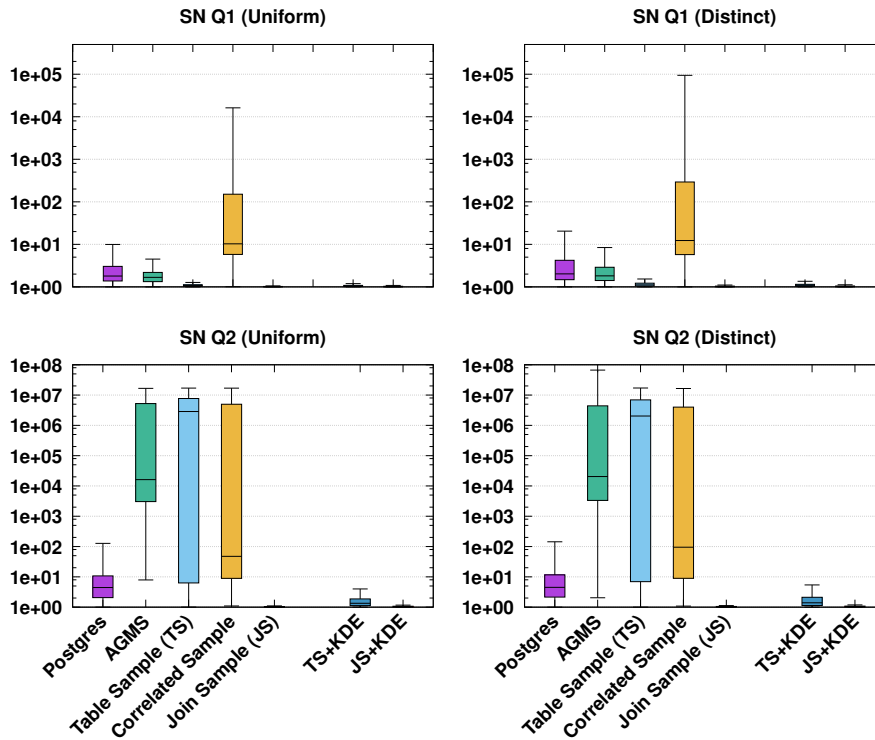 SN Q1 (Uniform)
1e+05
1e+04
1e+03
1e+02
1e+01
1e+00
SN Q1 (Distinct)
1e+05
1e+04
1e+03
1e+02
1e+01
1e+00
SN Q2 (Uniform)
1e+08
1e+07
1e+06
1e+05
1e+04
1e+03
1e+02
1e+01
1e+00
Postgres
AGMS
Table Sample (TS)
Correlated Sample
Join Sample (JS)
TS+KDE
JS+KDE
SN Q2 (Distinct)
1e+08
1e+07
1e+06
1e+05
1e+04
1e+03
1e+02
1e+01
1e+00
Postgres
AGMS
Table Sample (TS)
Correlated Sample
Join Sample (JS)
TS+KDE
JS+KDE